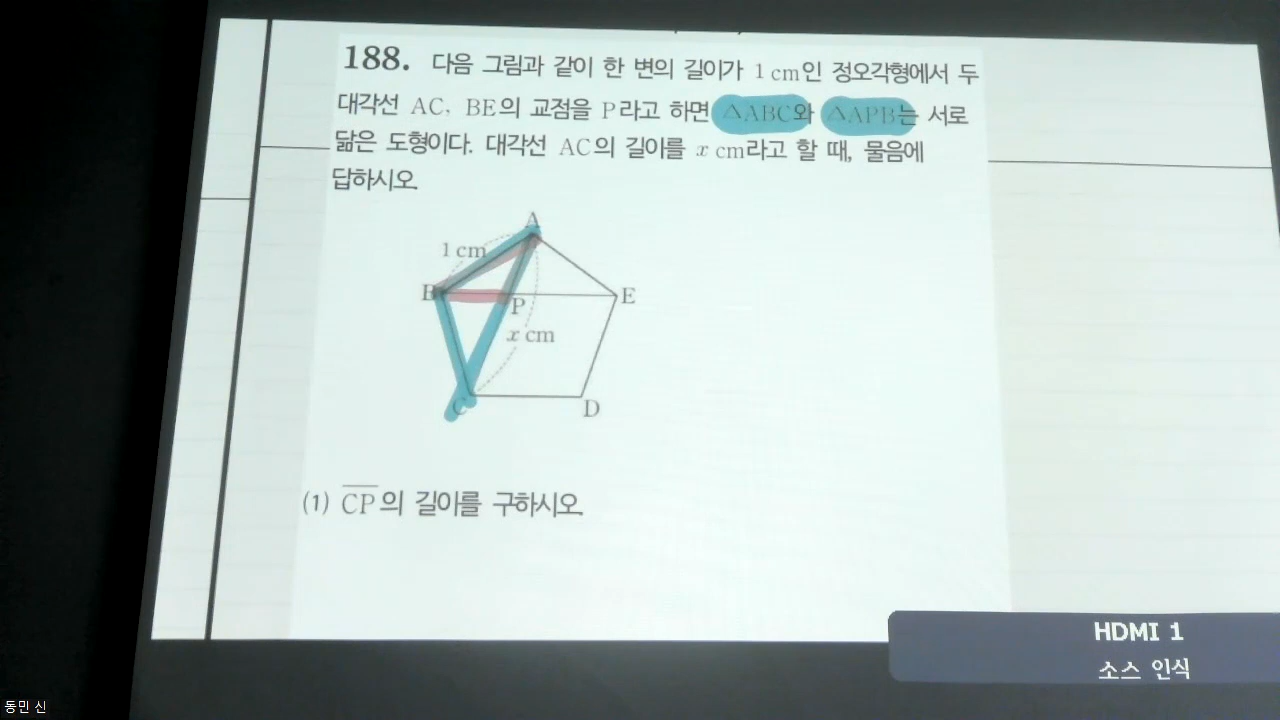 188. 다음 그림과 같이 한 변의 길이가 1 cm인 정오각형에서 두
대각선 AC, BE의 교점을 P라고 하면 △ABC와 △APB는 서로
닮은 도형이다. 대각선 AC의 길이를 x cm라고 할 때, 물음에
답하시오.
A
1 cm
B
E
P
x cm
C
D
(1) CP의 길이를 구하시오.
HDMI 1
소스 인식
동민 신